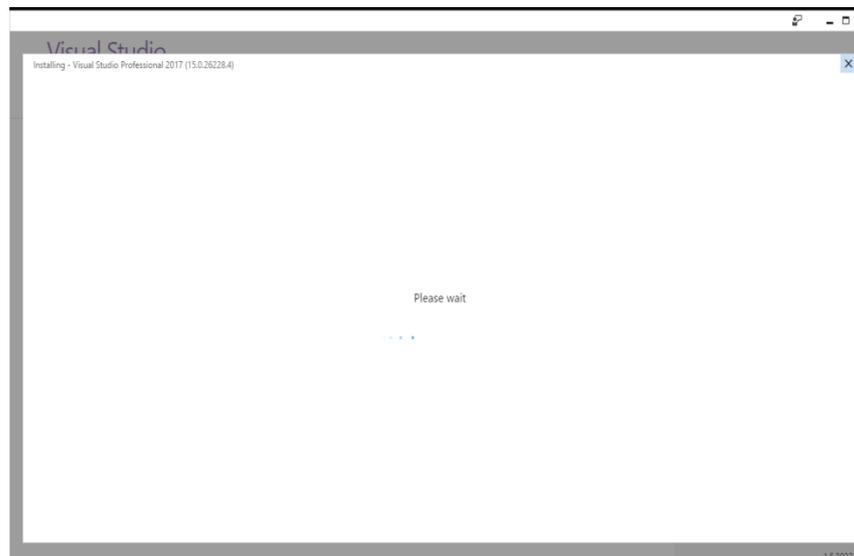 Visual Studio
Installing - Visual Studio Professional 2017 (15.0.26228.4)
Please wait